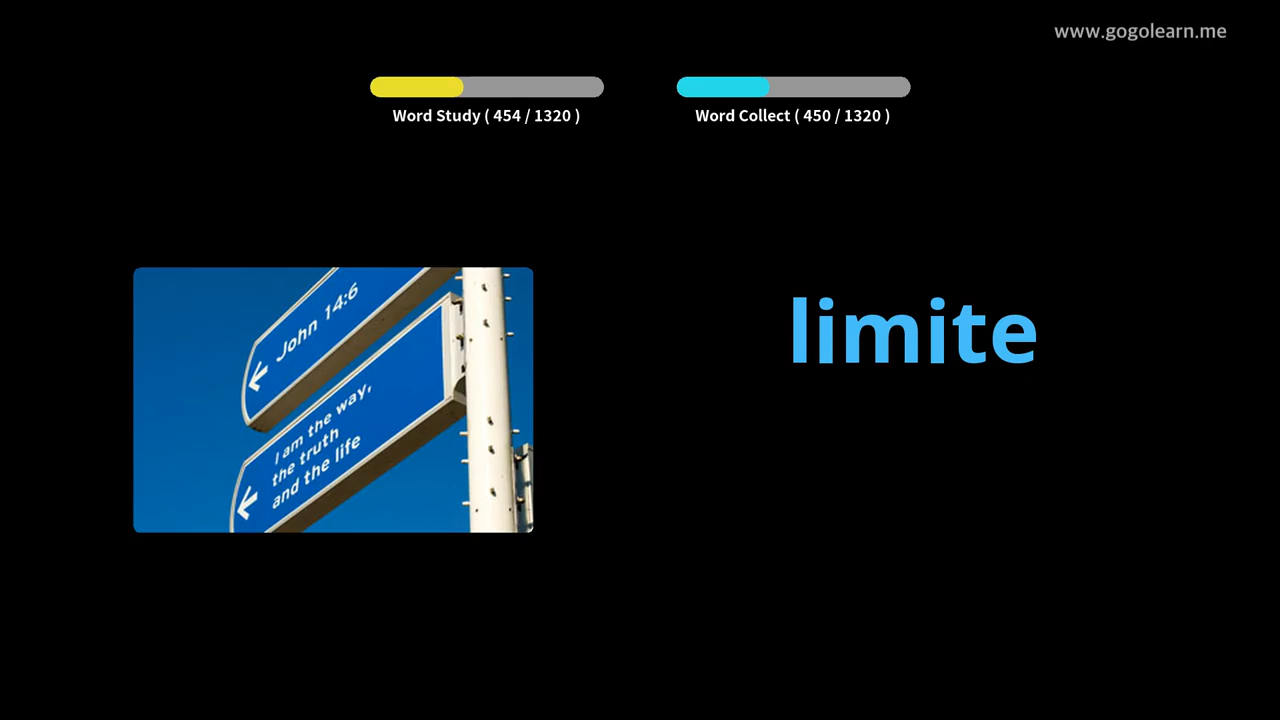 www.gogolearn.me
Word Study ( 454 / 1320 )
Word Collect ( 450 / 1320 )
John 14:6
I am the way,
the truth
and the life
limite